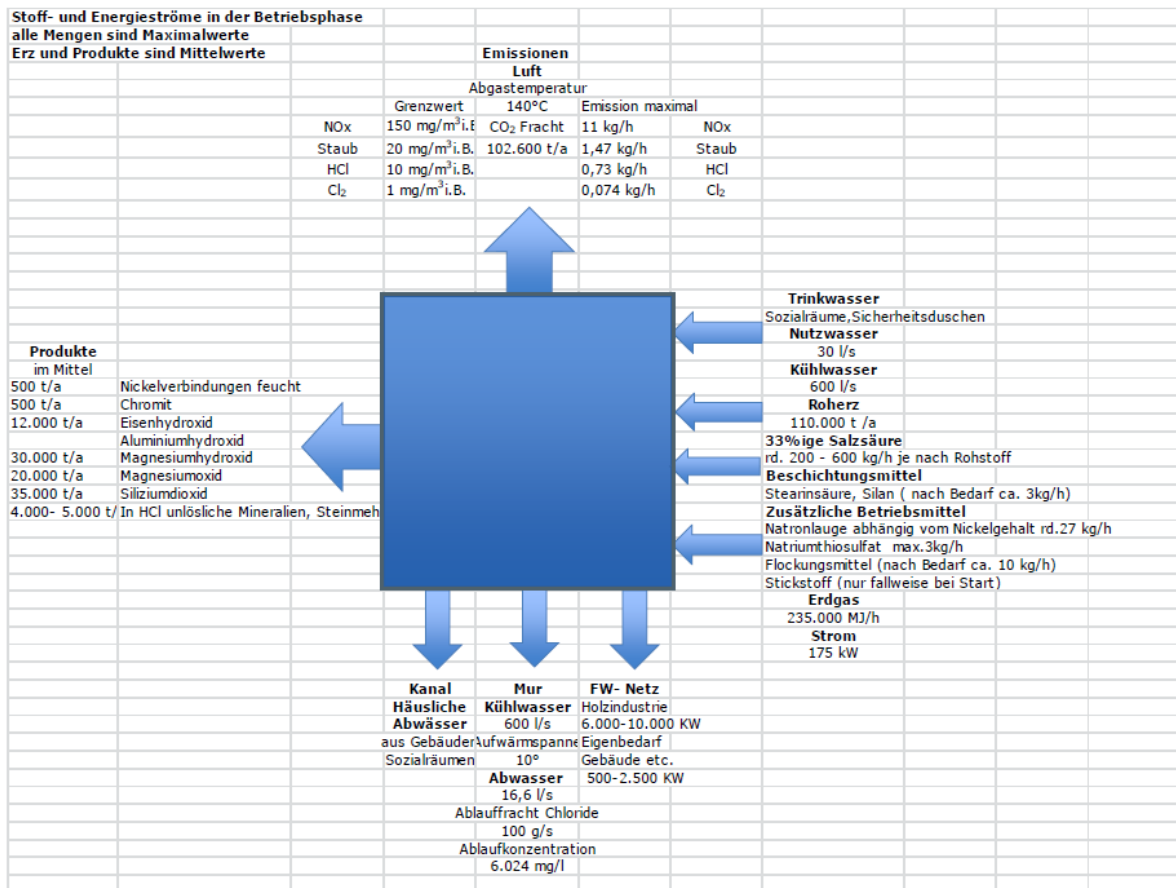 Stoff- und Energieströme in der Betriebsphase
alle Mengen sind Maximalwerte
Erz und Produkte sind Mittelwerte
Emissionen
Luft
Abgastemperatur
Grenzwert 140°C Emission maximal
NOx 150 mg/m³i.B CO₂ Fracht 11 kg/h NOx
Staub 20 mg/m³i.B. 102.600 t/a 1,47 kg/h Staub
HCl 10 mg/m³i.B. 0,73 kg/h HCl
Cl₂ 1 mg/m³i.B. 0,074 kg/h Cl₂
Trinkwasser
Sozialräume,Sicherheitsduschen
Nutzwasser
30 l/s
Kühlwasser
600 l/s
Roherz
110.000 t /a
33%ige Salzsäure
rd. 200 - 600 kg/h je nach Rohstoff
Beschichtungsmittel
Stearinsäure, Silan ( nach Bedarf ca. 3kg/h)
Zusätzliche Betriebsmittel
Natronlauge abhängig vom Nickelgehalt rd.27 kg/h
Natriumthiosulfat max.3kg/h
Flockungsmittel (nach Bedarf ca. 10 kg/h)
Stickstoff (nur fallweise bei Start)
Erdgas
235.000 MJ/h
Strom
175 kW
Produkte
im Mittel
500 t/a Nickelverbindungen feucht
500 t/a Chromit
12.000 t/a Eisenhydroxid
Aluminiumhydroxid
30.000 t/a Magnesiumhydroxid
20.000 t/a Magnesiumoxid
35.000 t/a Siliziumdioxid
4.000- 5.000 t/ In HCl unlösliche Mineralien, Steinmeh
Kanal Mur FW- Netz
Häusliche Kühlwasser Holzindustrie
Abwässer 600 l/s 6.000-10.000 KW
aus Gebäuden Aufwärmspanne Eigenbedarf
Sozialräumen 10° Gebäude etc.
Abwasser 500-2.500 KW
16,6 l/s
Ablauffracht Chloride
100 g/s
Ablaufkonzentration
6.024 mg/l